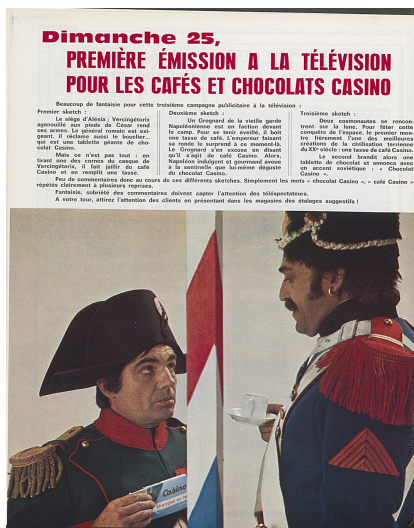 Dimanche 25,
PREMIÈRE ÉMISSION A LA TÉLÉVISION
POUR LES CAFÉS ET CHOCOLATS CASINO
Beaucoup de fantaisie pour cette troisième campagne publicitaire à la télévision :
Premier sketch :
Le siège d'Alésia : Vercingétorix
agenouillé aux pieds de César rend
ses armes. Le général romain est exi-
geant, il réclame aussi le bouclier...
qui est une tablette géante de cho-
colat Casino.
Mais ce n'est pas tout : en
tirant une des cornes du casque de
Vercingétorix, il fait jaillir du café
Casino et en remplit une tasse.
Deuxième sketch :
Un Grognard de la vieille garde
Napoléonienne est en faction devant
le camp. Pour se tenir éveillé, il boit
une tasse de café. L'empereur faisant
sa ronde le surprend à ce moment-là.
Le Grognard s'en excuse en disant
qu'il s'agit de café Casino. Alors,
Napoléon indulgent et gourmand avoue
à la sentinelle que lui-même déguste
du chocolat Casino.
Troisième sketch :
Deux cosmonautes se rencon-
trent sur la lune. Pour fêter cette
conquête de l'espace, le premier mon-
tre fièrement l'une des meilleures
créations de la civilisation terrienne
du XXe siècle : une tasse de café Casino.
Le second brandit alors une
tablette de chocolat et annonce avec
un accent soviétique : « Chocolat
Casino ».
Peu de commentaires donc au cours de ces différents sketches. Simplement les mots « chocolat Casino », « café Casino »
répétés clairement à plusieurs reprises.
Fantaisie, sobriété des commentaires doivent capter l'attention des téléspectateurs.
A votre tour, attirez l'attention des clients en présentant dans les magasins des étalages suggestifs !
Casino